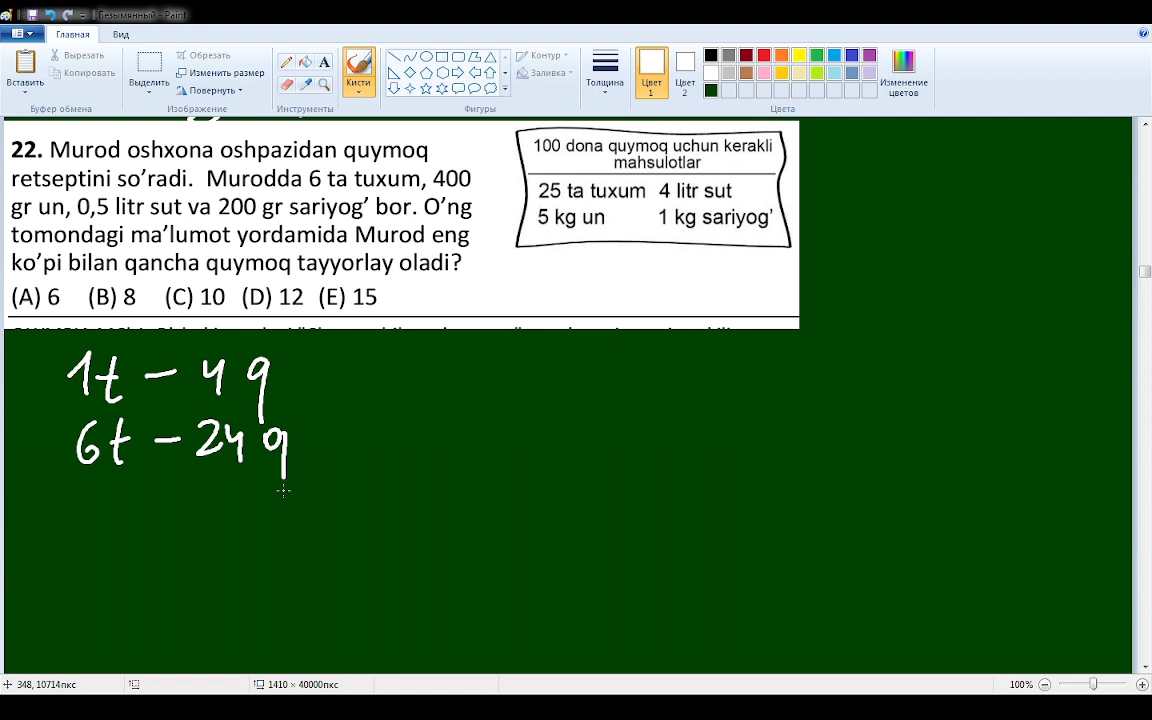 Безымянный - Paint
Главная
Вид
Вставить
Вырезать
Копировать
Буфер обмена
Выделить
Обрезать
Изменить размер
Повернуть
Изображение
A
Инструменты
Кисти
Контур
Заливка
Фигуры
Толщина
Цвет 1
Цвет 2
Изменение цветов
Цвета
22. Murod oshxona oshpazidan quymoq
retseptini so’radi. Murodda 6 ta tuxum, 400
gr un, 0,5 litr sut va 200 gr sariyog’ bor. O’ng
tomondagi ma’lumot yordamida Murod eng
ko’pi bilan qancha quymoq tayyorlay oladi?
(A) 6 (B) 8 (C) 10 (D) 12 (E) 15
100 dona quymoq uchun kerakli
mahsulotlar
25 ta tuxum 4 litr sut
5 kg un 1 kg sariyog’
1t – 4 q
6t – 24 q
348, 10714пкс
1410 × 40000пкс
100%